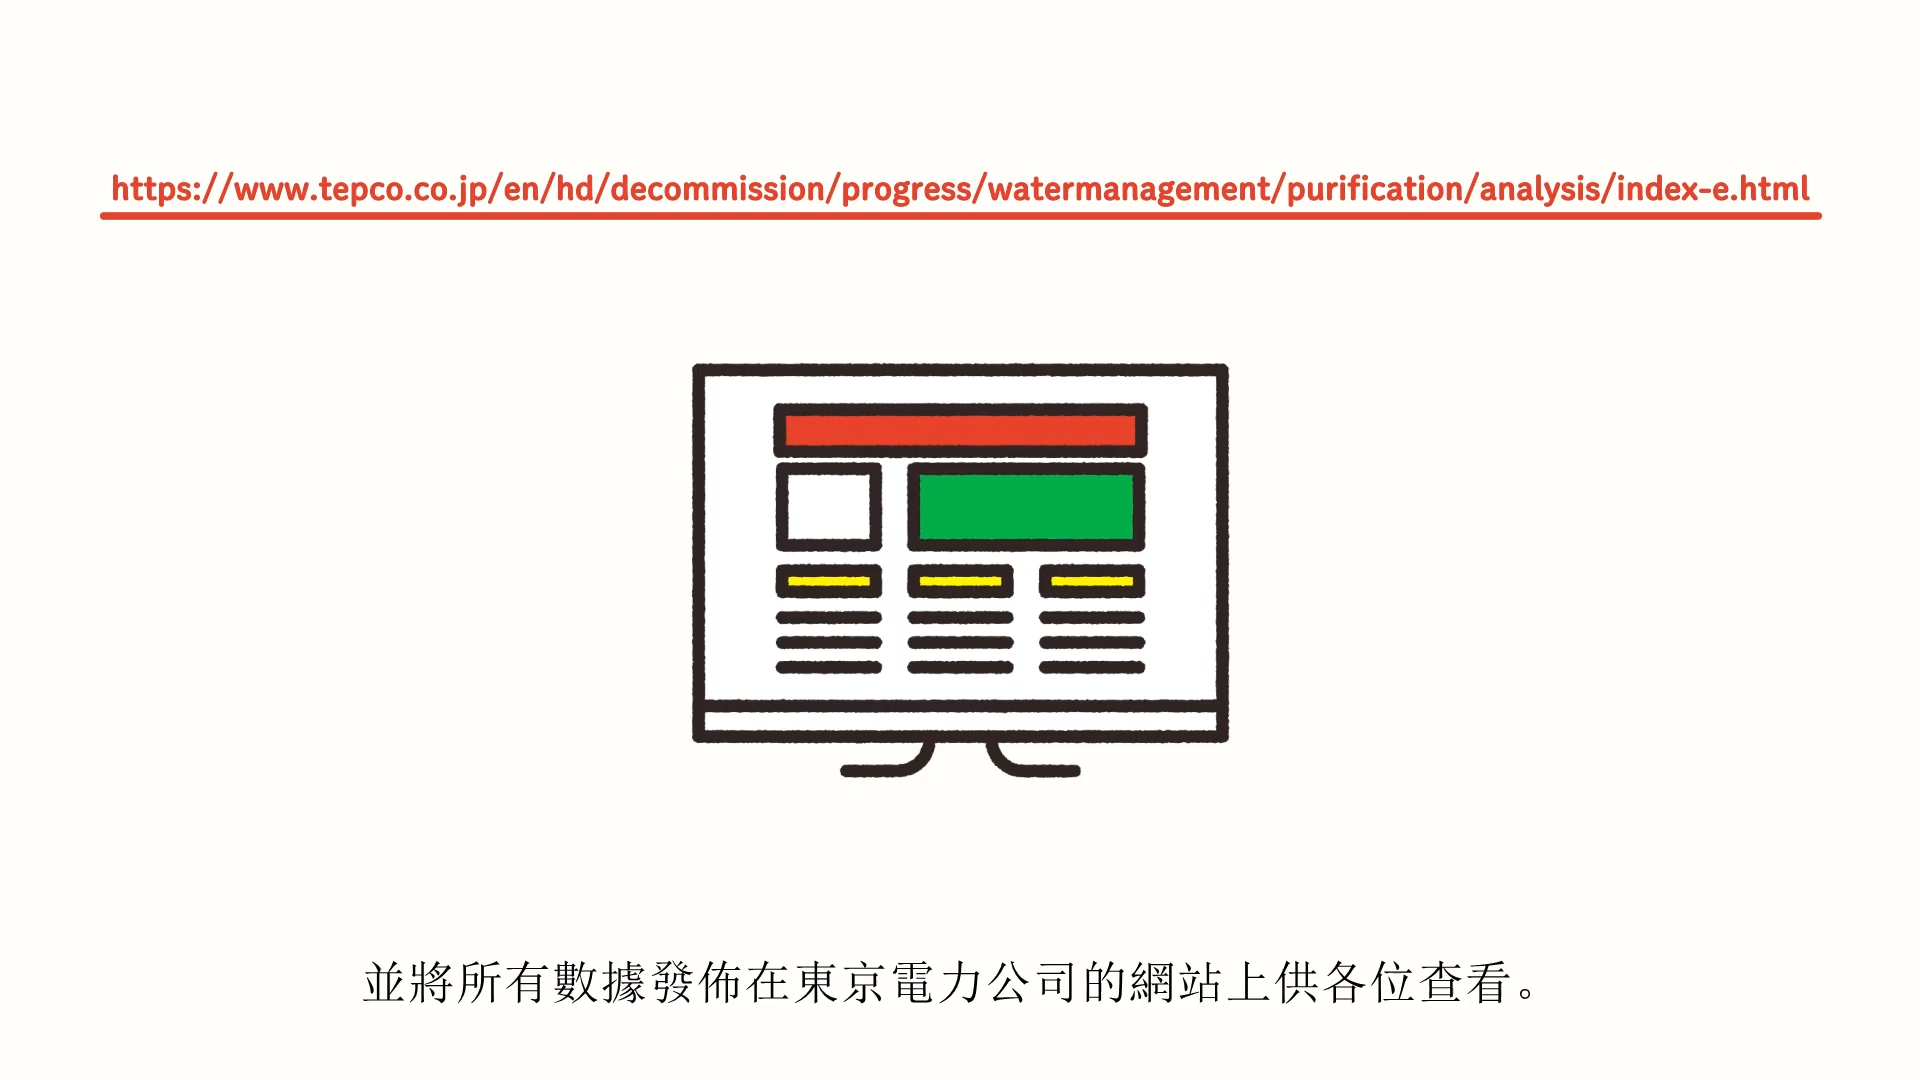 https://www.tepco.co.jp/en/hd/decommission/progress/watermanagement/purification/analysis/index-e.html
並將所有數據發佈在東京電力公司的網站上供各位查看。